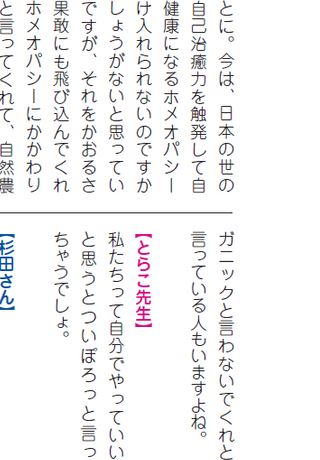 とに。今は、日本の世の
自己治癒力を触発して自
健康になるホメオパシー
け入れられないのですか
しょうがないと思ってい
ですが、それをかおるさ
果敢にも飛び込んでくれ
ホメオパシーにかかわり
と言ってくれて、自然農
ガニックと言わないでくれと
言っている人もいますよね。
【とらこ先生】
私たちって自分でやっていい
と思うとついぽろっと言っ
ちゃうでしょ。
【杉田さん】